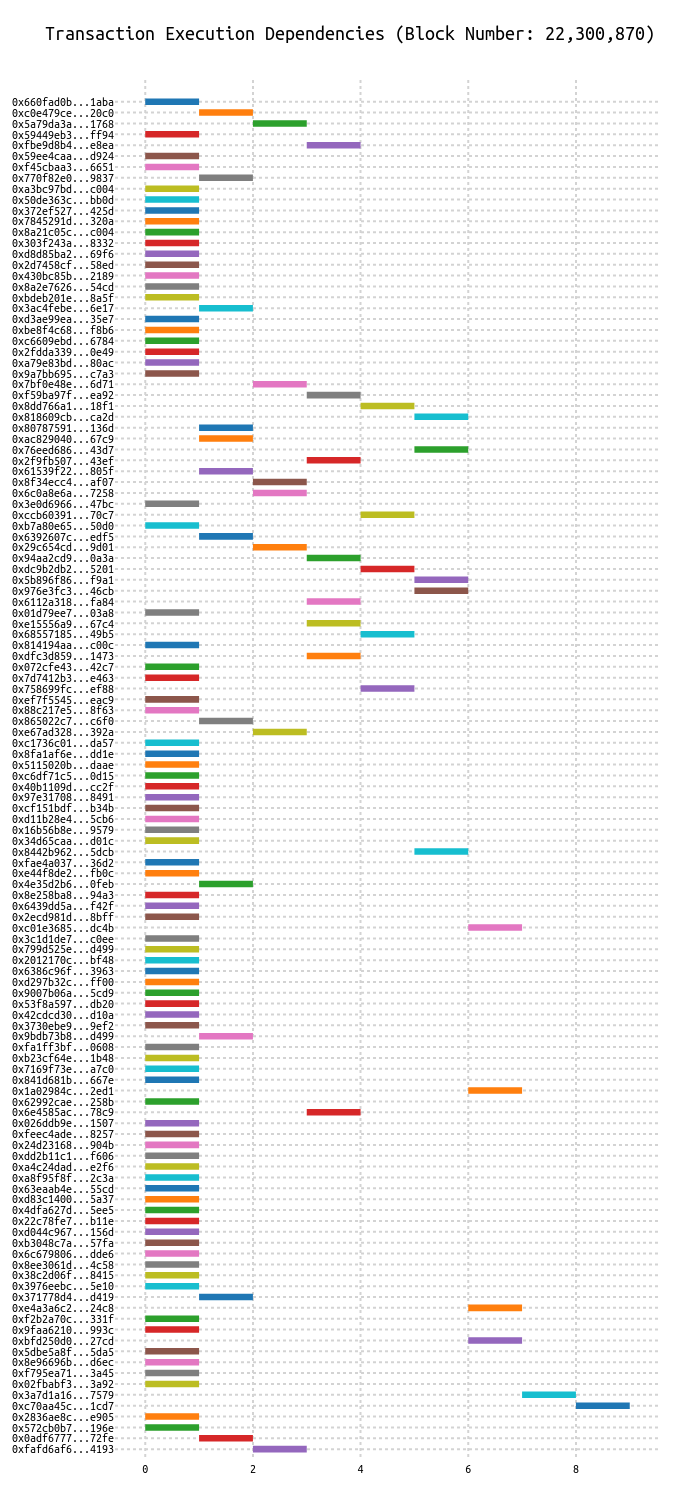 Transaction Execution Dependencies (Block Number: 22,300,870)
0x660fad0b...1aba
0xc0e479ce...20c0
0x5a79da3a...1768
0x59449eb3...ff94
0xfbe9d8b4...e8ea
0x59ee4caa...d924
0xf45cbaa3...6651
0x770f82e0...9837
0xa3bc97bd...c004
0x50de363c...bb0d
0x372ef527...425d
0x7845291d...320a
0x8a21c05c...c004
0x303f243a...8332
0xd8d85ba2...69f6
0x2d7458cf...58ed
0x430bc85b...2189
0x8a2e7626...54cd
0xbdeb201e...8a5f
0x3ac4febe...6e17
0xd3ae99ea...35e7
0xbe8f4c68...f8b6
0xc6609ebd...6784
0x2fdda339...0e49
0xa79e83bd...80ac
0x9a7bb695...c7a3
0x7bf0e48e...6d71
0xf59ba97f...ea92
0x8dd766a1...18f1
0x818609cb...ca2d
0x80787591...136d
0xac829040...67c9
0x76eed686...43d7
0x2f9fb507...43ef
0x61539f22...805f
0x8f34ecc4...af07
0x6c0a8e6a...7258
0x3e0d6966...47bc
0xccb60391...70c7
0xb7a80e65...50d0
0x6392607c...edf5
0x29c654cd...9d01
0x94aa2cd9...0a3a
0xdc9b2db2...5201
0x5b896f86...f9a1
0x976e3fc3...46cb
0x6112a318...fa84
0x01d79ee7...03a8
0xe15556a9...67c4
0x68557185...49b5
0x814194aa...c00c
0xdfc3d859...1473
0x072cfe43...42c7
0x7d7412b3...e463
0x758699fc...ef88
0xef7f5545...eac9
0x88c217e5...8f63
0x865022c7...c6f0
0xe67ad328...392a
0xc1736c01...da57
0x8fa1af6e...dd1e
0x5115020b...daae
0xc6df71c5...0d15
0x40b1109d...cc2f
0x97e31708...8491
0xcf151bdf...b34b
0xd11b28e4...5cb6
0x16b56b8e...9579
0x34d65caa...d01c
0x8442b962...5dcb
0xfae4a037...36d2
0xe44f8de2...fb0c
0x4e35d2b6...0feb
0x8e258ba8...94a3
0x6439dd5a...f42f
0x2ecd981d...8bff
0xc01e3685...dc4b
0x3c1d1de7...c0ee
0x799d525e...d499
0x2012170c...bf48
0x6386c96f...3963
0xd297b32c...ff00
0x9007b06a...5cd9
0x53f8a597...db20
0x42cdcd30...d10a
0x3730ebe9...9ef2
0x9bdb73b8...d499
0xfa1ff3bf...0608
0xb23cf64e...1b48
0x7169f73e...a7c0
0x841d681b...667e
0x1a02984c...2ed1
0x62992cae...258b
0x6e4585ac...78c9
0x026ddb9e...1507
0xfeec4ade...8257
0x24d23168...904b
0xdd2b11c1...f606
0xa4c24dad...e2f6
0xa8f95f8f...2c3a
0x63eaab4e...55cd
0xd83c1400...5a37
0x4dfa627d...5ee5
0x22c78fe7...b11e
0xd044c967...156d
0xb3048c7a...57fa
0x6c679806...dde6
0x8ee3061d...4c58
0x38c2d06f...8415
0x3976eebc...5e10
0x371778d4...d419
0xe4a3a6c2...24c8
0xf2b2a70c...331f
0x9faa6210...993c
0xbfd250d0...27cd
0x5dbe5a8f...5da5
0x8e96696b...d6ec
0xf795ea71...3a45
0x02fbabf3...3a92
0x3a7d1a16...7579
0xc70aa45c...1cd7
0x2836ae8c...e905
0x572cb0b7...196e
0x0adf6777...72fe
0xfafd6af6...4193
0 2 4 6 8